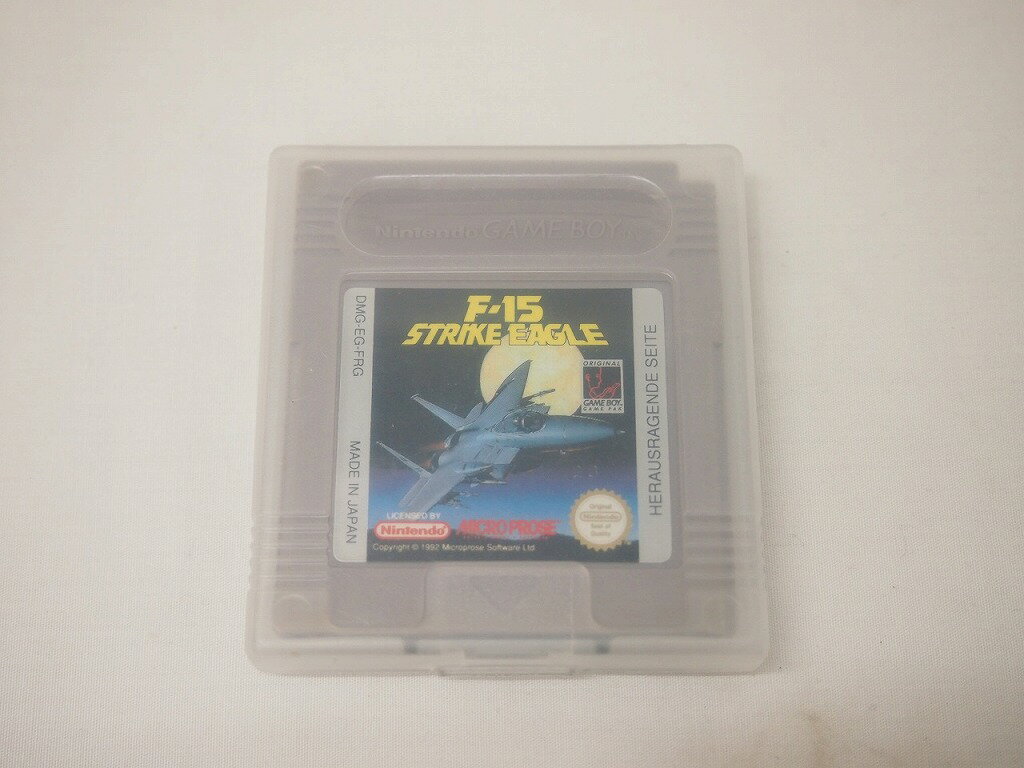 Nintendo GAME BOY
DMG-EG-FRG
MADE IN JAPAN
F-15
STRIKE EAGLE
ORIGINAL
GAME BOY
GAME PAK
LICENSED BY
Nintendo
MICROPROSE
Copyright © 1992 Microprose Software Ltd
Original
Nintendo
Seal of
Quality
HERAUSRAGENDE SEITE